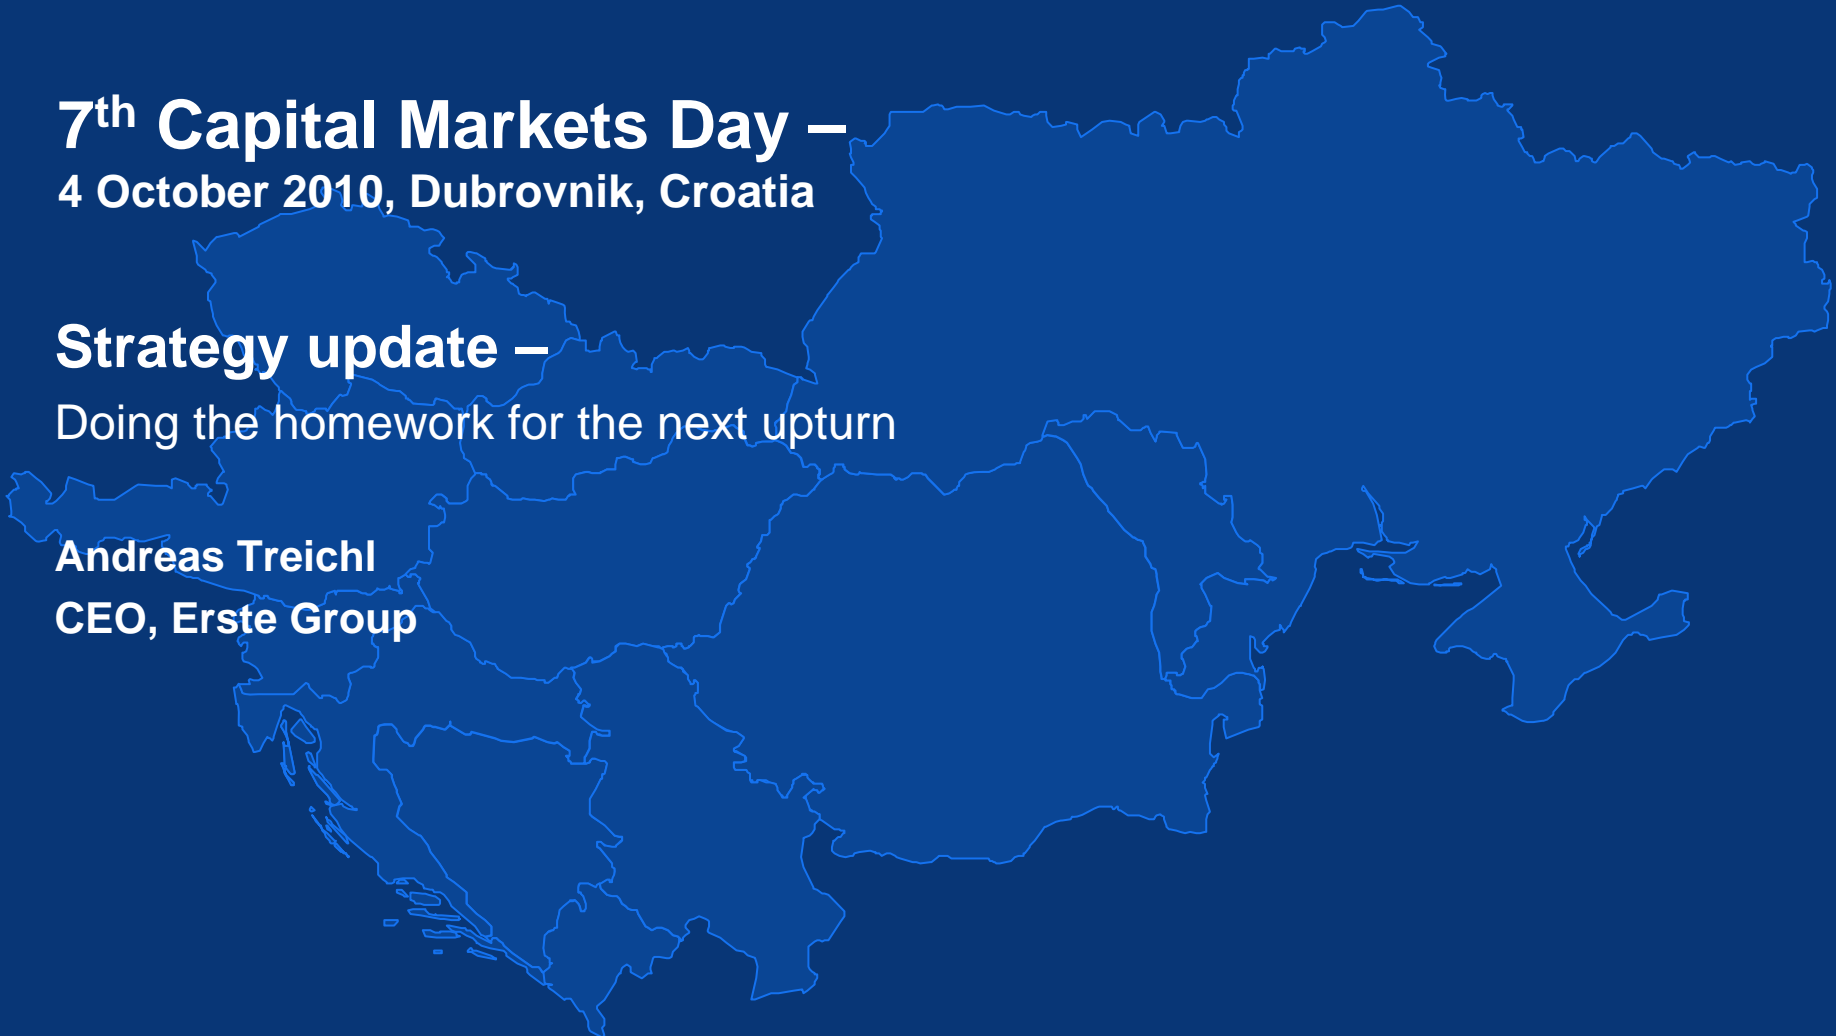 7th Capital Markets Day –
4 October 2010, Dubrovnik, Croatia
Strategy update –
Doing the homework for the next upturn
Andreas Treichl
CEO, Erste Group